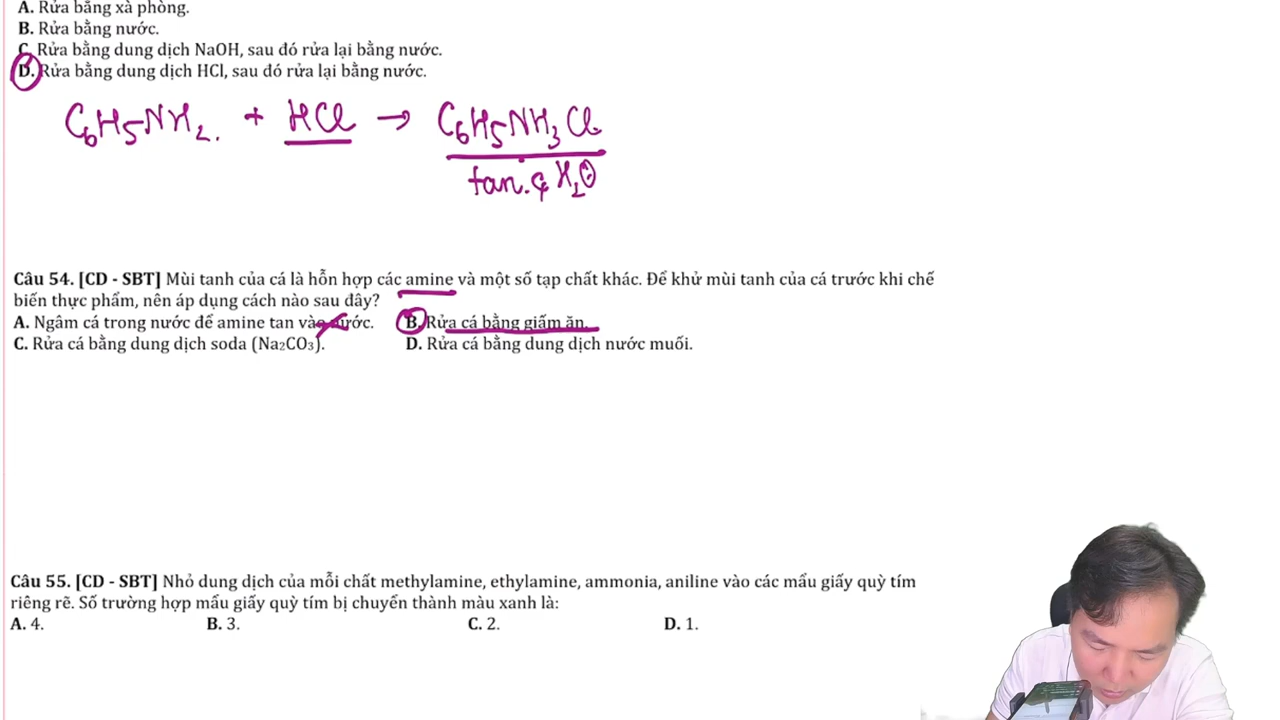 A. Rửa bằng xà phòng.
B. Rửa bằng nước.
C. Rửa bằng dung dịch NaOH, sau đó rửa lại bằng nước.
D. Rửa bằng dung dịch HCl, sau đó rửa lại bằng nước.
C₆H₅NH₂. + HCl → C₆H₅NH₃Cl
tan. H₂O
Câu 54. [CD - SBT] Mùi tanh của cá là hỗn hợp các amine và một số tạp chất khác. Để khử mùi tanh của cá trước khi chế
biến thực phẩm, nên áp dụng cách nào sau đây?
A. Ngâm cá trong nước để amine tan vào nước. B. Rửa cá bằng giấm ăn.
C. Rửa cá bằng dung dịch soda (Na₂CO₃). D. Rửa cá bằng dung dịch nước muối.
Câu 55. [CD - SBT] Nhỏ dung dịch của mỗi chất methylamine, ethylamine, ammonia, aniline vào các mẩu giấy quỳ tím
riêng rẽ. Số trường hợp mẩu giấy quỳ tím bị chuyển thành màu xanh là:
A. 4. B. 3. C. 2. D. 1.